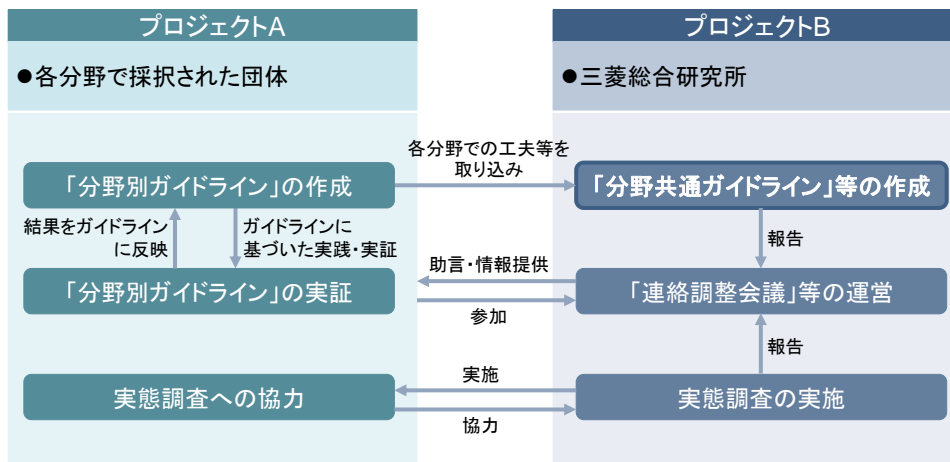 プロジェクトA
●各分野で採択された団体
「分野別ガイドライン」の作成
結果をガイドライン
に反映
ガイドラインに
基づいた実践・実証
「分野別ガイドライン」の実証
実態調査への協力
各分野での工夫等を
取り込み
助言・情報提供
参加
実施
協力
プロジェクトB
●三菱総合研究所
「分野共通ガイドライン」等の作成
報告
「連絡調整会議」等の運営
報告
実態調査の実施